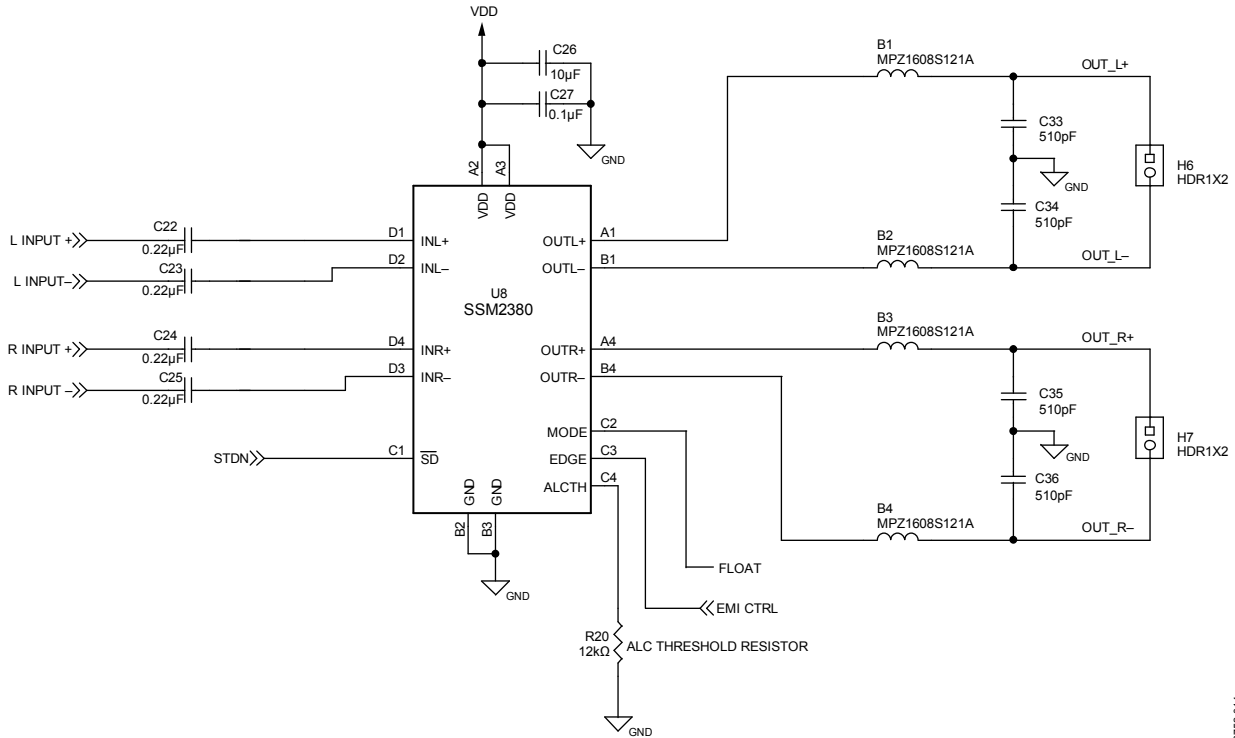 VDD
C26
10µF
C27
0.1µF
GND
A2
A3
VDD
VDD
B1
MPZ1608S121A
OUT_L+
C33
510pF
GND
C34
510pF
H6
HDR1X2
L INPUT +
C22
0.22µF
D1
INL+
OUTL+
A1
L INPUT–
C23
0.22µF
D2
INL–
OUTL–
B1
B2
MPZ1608S121A
OUT_L–
U8
SSM2380
R INPUT +
C24
0.22µF
D4
INR+
OUTR+
A4
B3
MPZ1608S121A
OUT_R+
R INPUT –
C25
0.22µF
D3
INR–
OUTR–
B4
C35
510pF
GND
C36
510pF
H7
HDR1X2
MODE
C2
STDN
C1
SD
EDGE
C3
ALCTH
C4
GND
GND
B2
B3
GND
B4
MPZ1608S121A
OUT_R–
FLOAT
EMI CTRL
R20
12kΩ
ALC THRESHOLD RESISTOR
GND